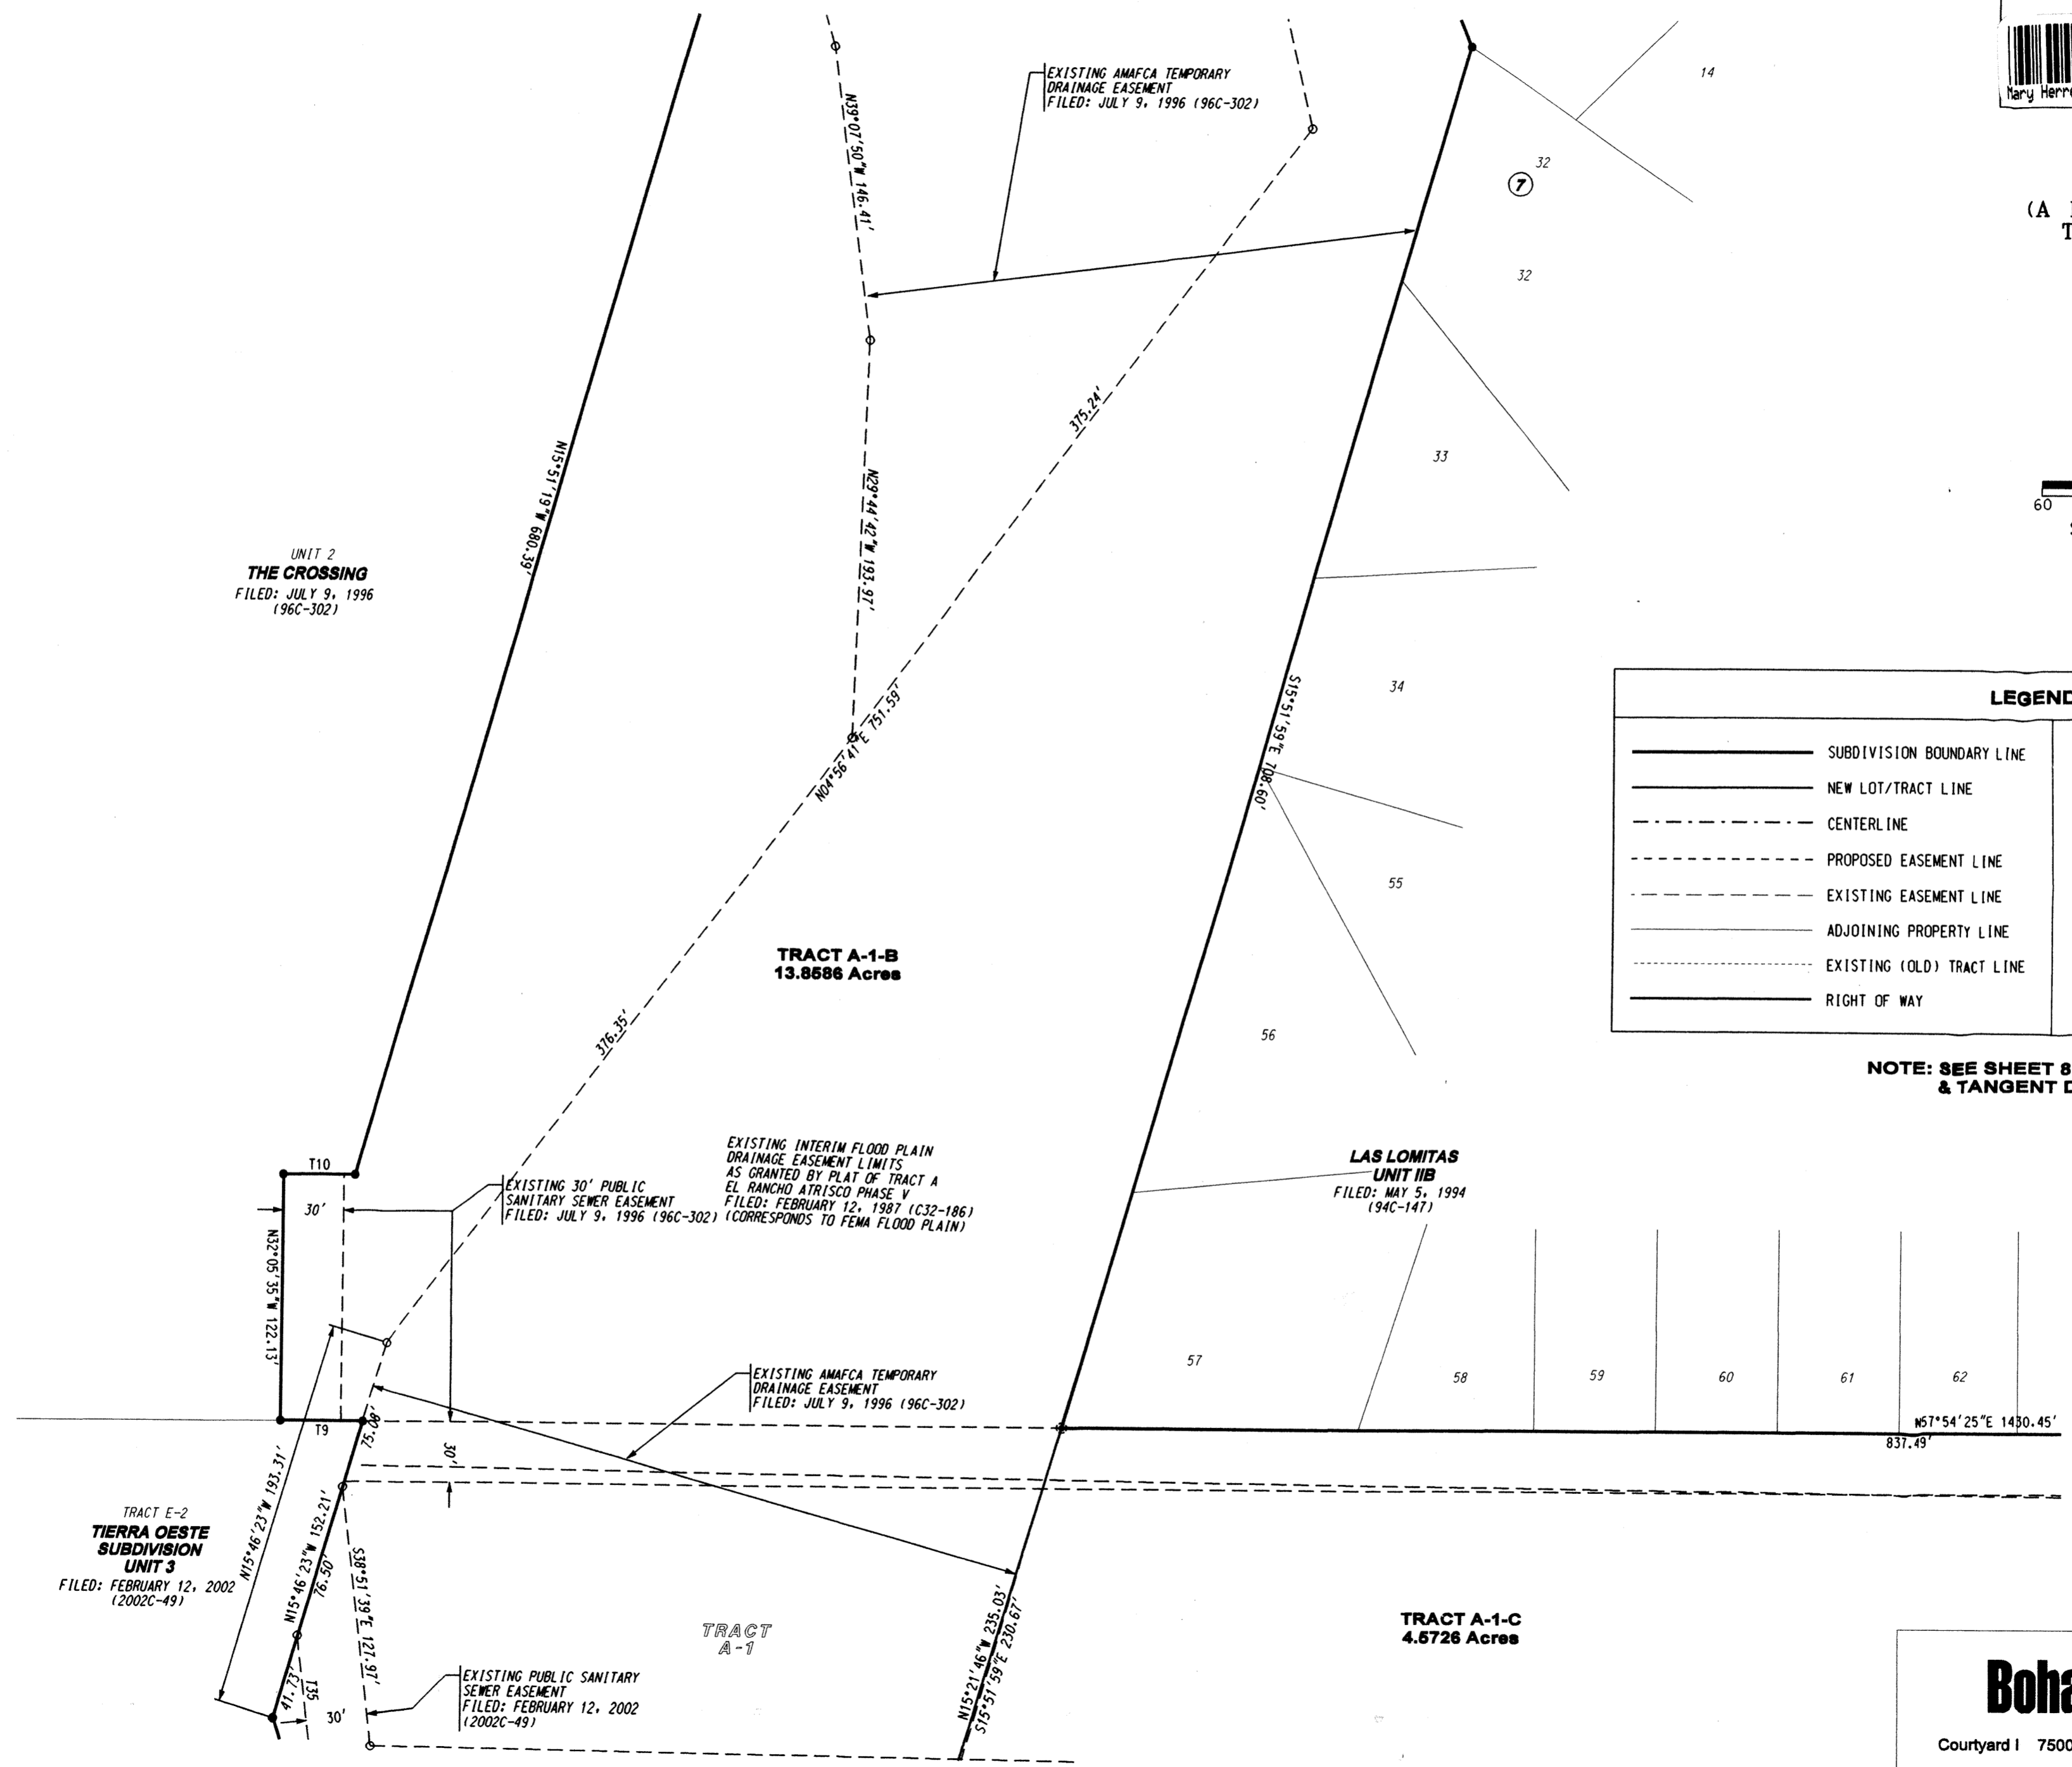 EXISTING AMAFCA TEMPORARY
DRAINAGE EASEMENT
FILED: JULY 9, 1996 (96C-302)
N39°07'50"W 146.41'
14
32
7
32
(A
60
N15°51'19"W 680.39'
375.24'
33
N29°44'42"W 193.97'
UNIT 2
THE CROSSING
FILED: JULY 9, 1996
(96C-302)
N04°56'41"E 751.59'
S15°51'59"E 708.60'
34
LEGEND
SUBDIVISION BOUNDARY LINE
NEW LOT/TRACT LINE
CENTERLINE
PROPOSED EASEMENT LINE
EXISTING EASEMENT LINE
ADJOINING PROPERTY LINE
EXISTING (OLD) TRACT LINE
RIGHT OF WAY
55
TRACT A-1-B
13.8586 Acres
376.35'
56
NOTE: SEE SHEET 8
& TANGENT D
T10
30'
N32°05'35"W 122.13'
EXISTING 30' PUBLIC
SANITARY SEWER EASEMENT
FILED: JULY 9, 1996 (96C-302)
EXISTING INTERIM FLOOD PLAIN
DRAINAGE EASEMENT LIMITS
AS GRANTED BY PLAT OF TRACT A
EL RANCHO ATRISCO PHASE V
FILED: FEBRUARY 12, 1987 (C32-186)
(CORRESPONDS TO FEMA FLOOD PLAIN)
LAS LOMITAS
UNIT IIB
FILED: MAY 5, 1994
(94C-147)
57
58
59
60
61
62
EXISTING AMAFCA TEMPORARY
DRAINAGE EASEMENT
FILED: JULY 9, 1996 (96C-302)
T9
75.08'
30'
N57°54'25"E 1430.45'
837.49'
N15°46'23"W 193.31'
N15°46'23"W 152.21'
76.50'
TRACT E-2
TIERRA OESTE
SUBDIVISION
UNIT 3
FILED: FEBRUARY 12, 2002
(2002C-49)
S38°51'39"E 127.97'
41.73'
T35
30'
TRACT
A-1
EXISTING PUBLIC SANITARY
SEWER EASEMENT
FILED: FEBRUARY 12, 2002
(2002C-49)
N15°21'46"W 235.03'
S15°51'59"E 230.67'
TRACT A-1-C
4.5726 Acres
Courtyard I 7500